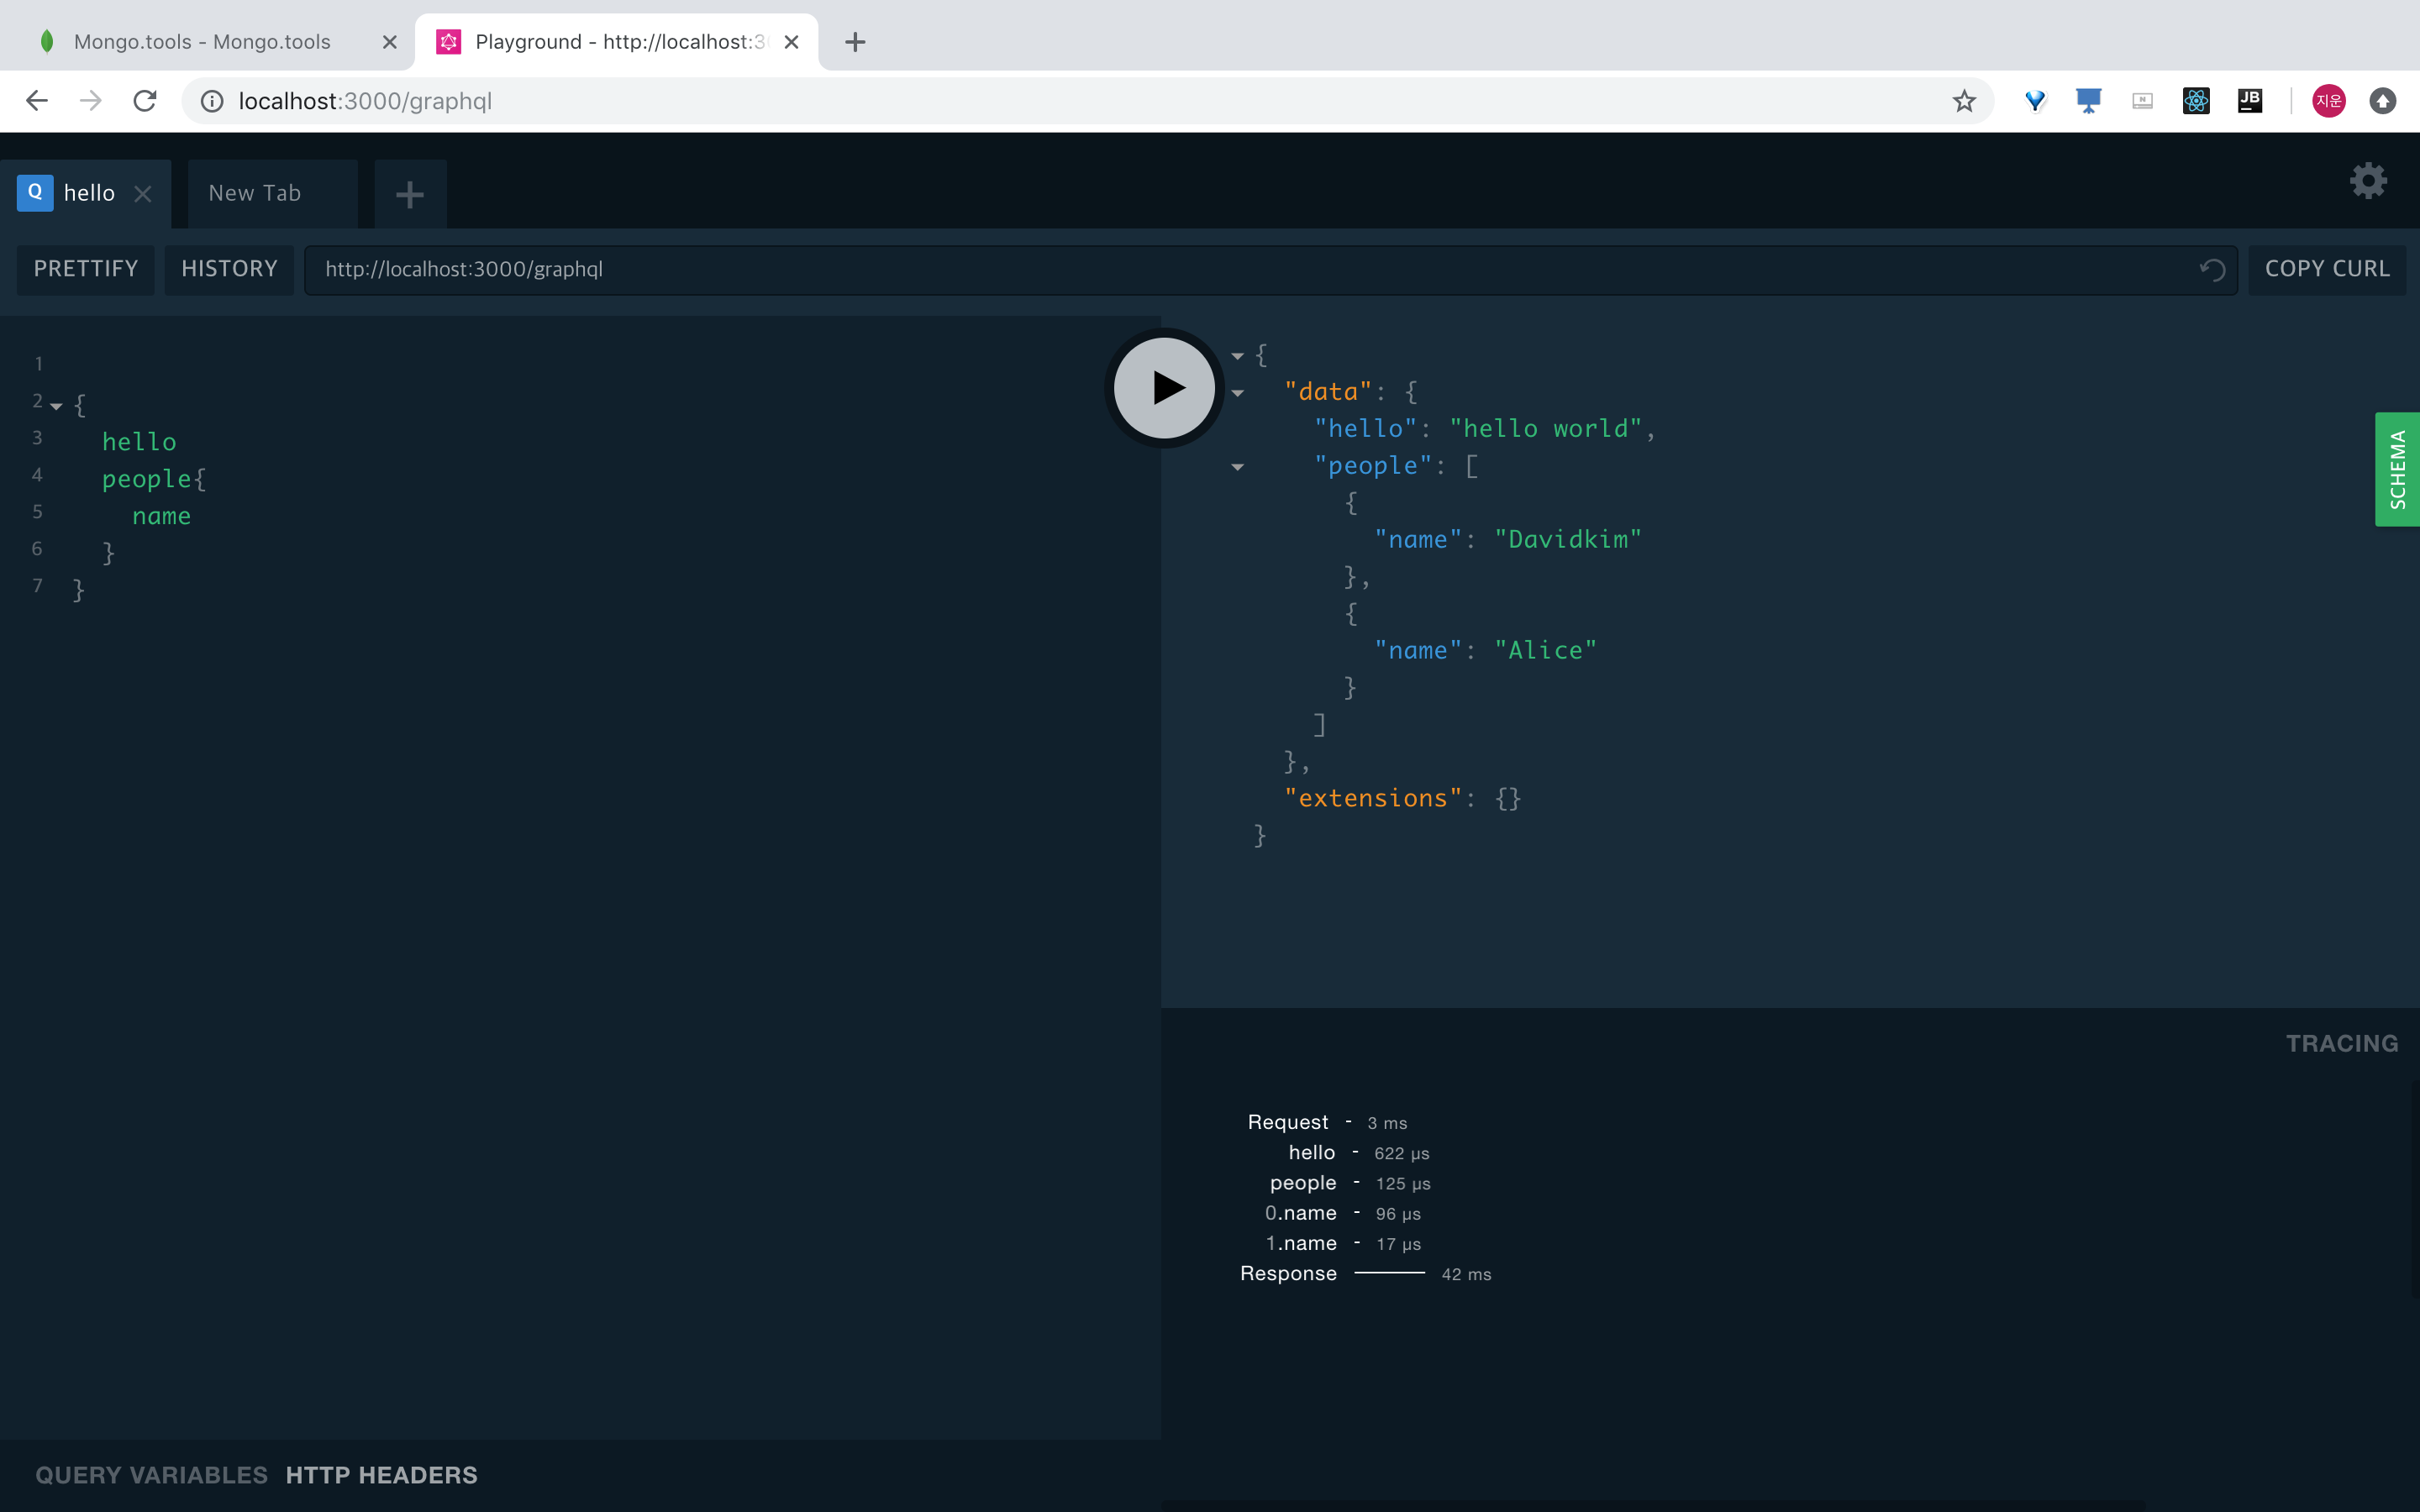 Mongo.tools - Mongo.tools
Playground - http://localhost:3
localhost:3000/graphql
JB
지운
Q hello
New Tab
PRETTIFY
HISTORY
http://localhost:3000/graphql
COPY CURL
1
2 {
3 hello
4 people{
5 name
6 }
7 }
{
"data": {
"hello": "hello world",
"people": [
{
"name": "Davidkim"
},
{
"name": "Alice"
}
]
},
"extensions": {}
}
SCHEMA
TRACING
Request - 3 ms
hello - 622 µs
people - 125 µs
0.name - 96 µs
1.name - 17 µs
Response 42 ms
QUERY VARIABLES HTTP HEADERS